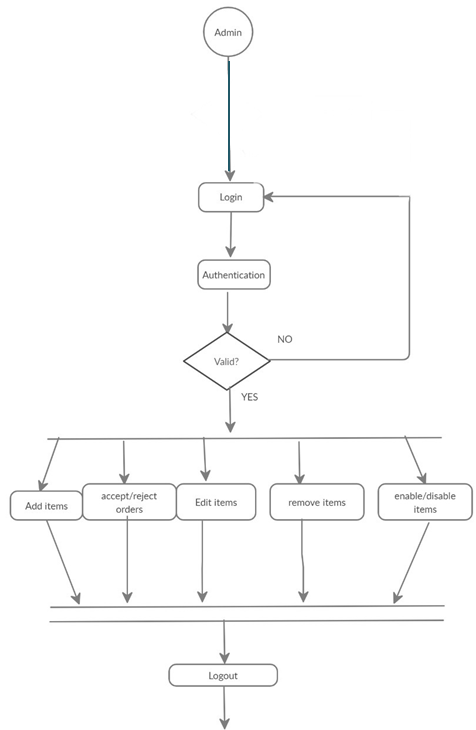 Admin
Login
Authentication
Valid?
NO
YES
Add items
accept/reject
orders
Edit items
remove items
enable/disable
items
Logout